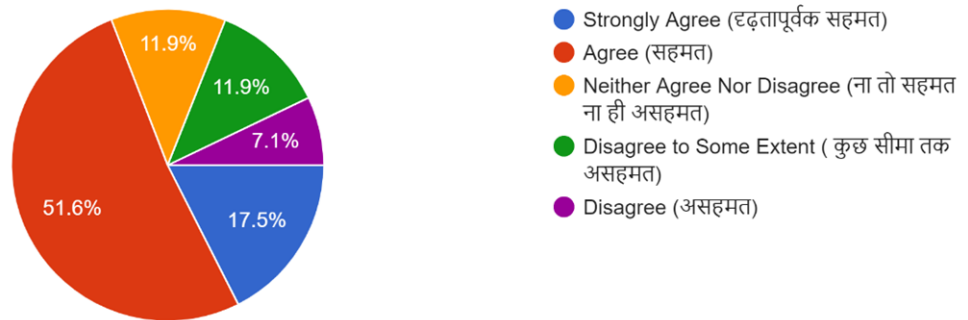 11.9%
11.9%
7.1%
51.6%
17.5%
Strongly Agree (दृढ़तापूर्वक सहमत)
Agree (सहमत)
Neither Agree Nor Disagree (ना तो सहमत
ना ही असहमत)
Disagree to Some Extent ( कुछ सीमा तक
असहमत)
Disagree (असहमत)